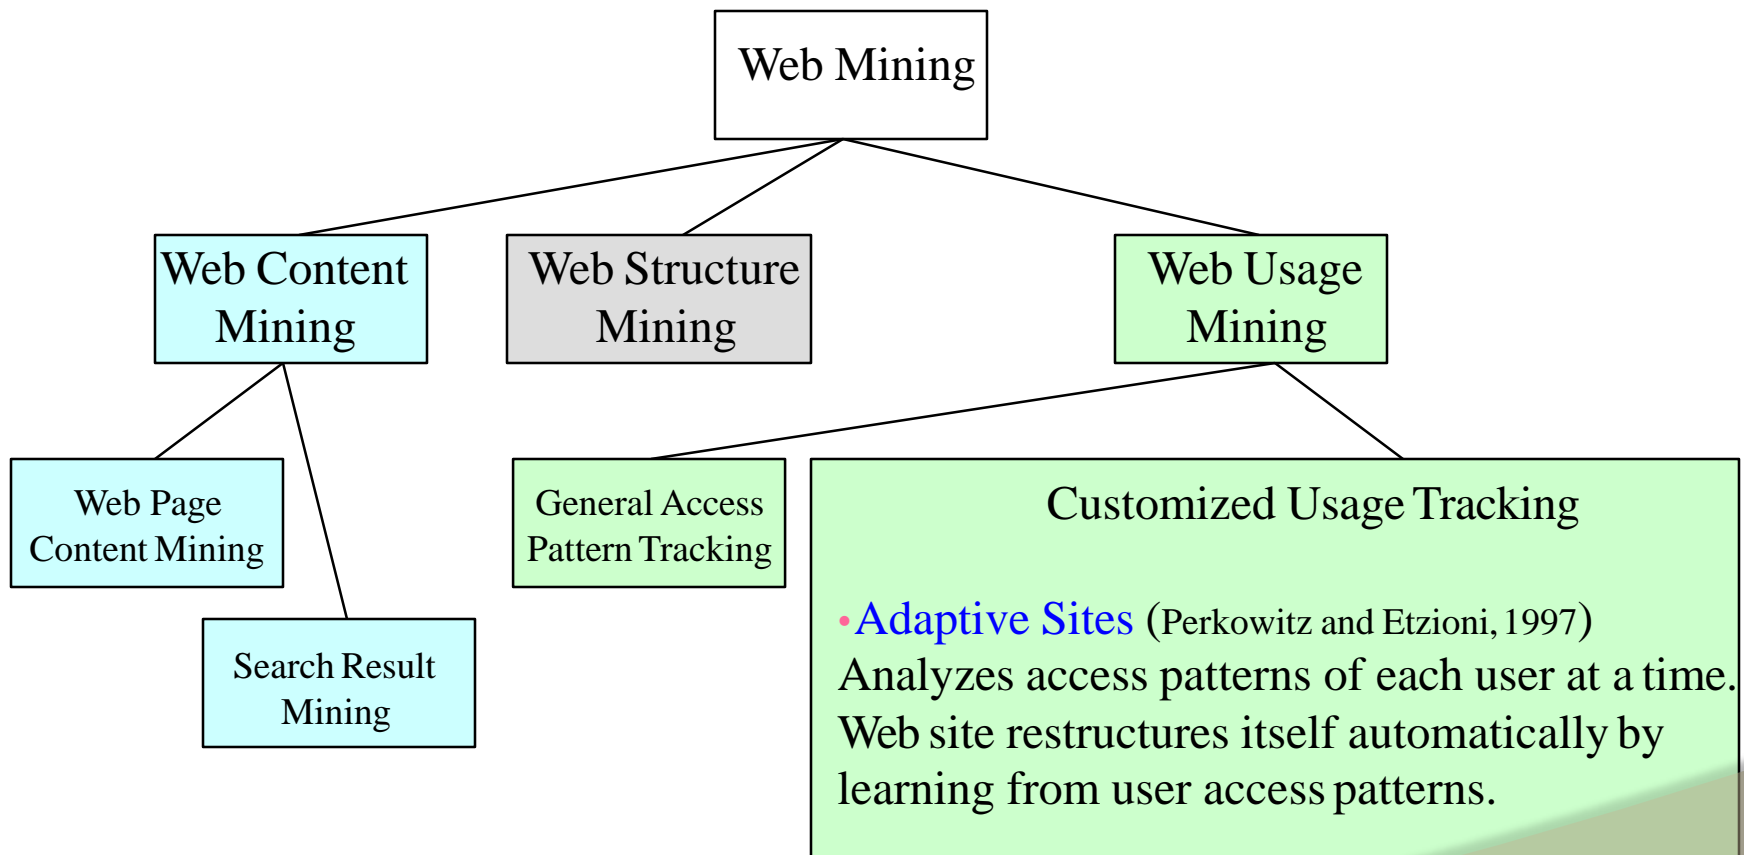 Web Mining
Web Content
Mining
Web Structure
Mining
Web Usage
Mining
Web Page
Content Mining
Search Result
Mining
General Access
Pattern Tracking
Customized Usage Tracking
•Adaptive Sites (Perkowitz and Etzioni, 1997)
Analyzes access patterns of each user at a time.
Web site restructures itself automatically by
learning from user access patterns.